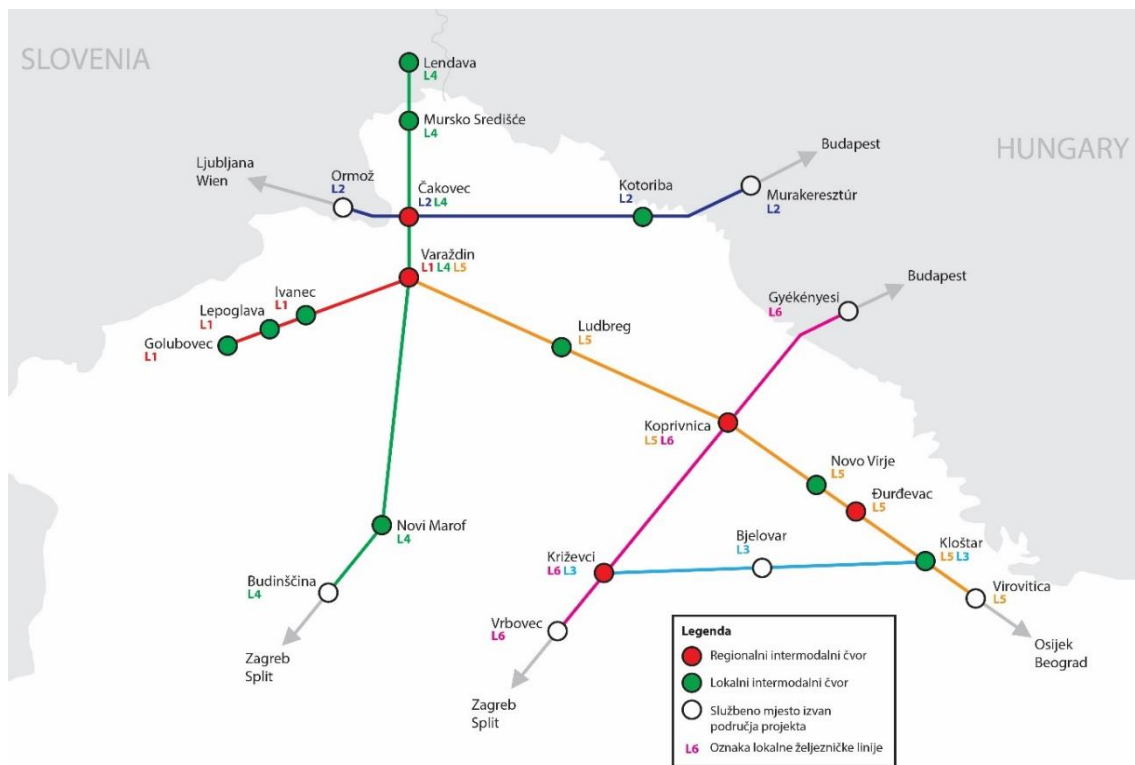 SLOVENIA
HUNGARY
Lendava
L4
Mursko Središće
L4
Ljubljana
Wien
Ormož
L2
Čakovec
L2 L4
Kotoriba
L2
Budapest
Murakeresztúr
L2
Varaždin
L1 L4 L5
Ivanec
L1
Lepoglava
L1
Golubovec
L1
Gyékényesi
L6
Budapest
Ludbreg
L5
Koprivnica
L5 L6
Novo Virje
L5
Đurđevac
L5
Novi Marof
L4
Križevci
L6 L3
Bjelovar
L3
Kloštar
L5 L3
Budinščina
L4
Virovitica
L5
Vrbovec
L6
Zagreb
Split
Zagreb
Split
Osijek
Beograd
Legenda
Regionalni intermodalni čvor
Lokalni intermodalni čvor
Službeno mjesto izvan
područja projekta
L6 Oznaka lokalne željezničke linije